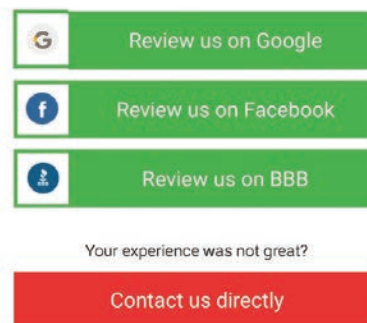 G Review us on Google
f Review us on Facebook
BBB Review us on BBB
Your experience was not great?
Contact us directly